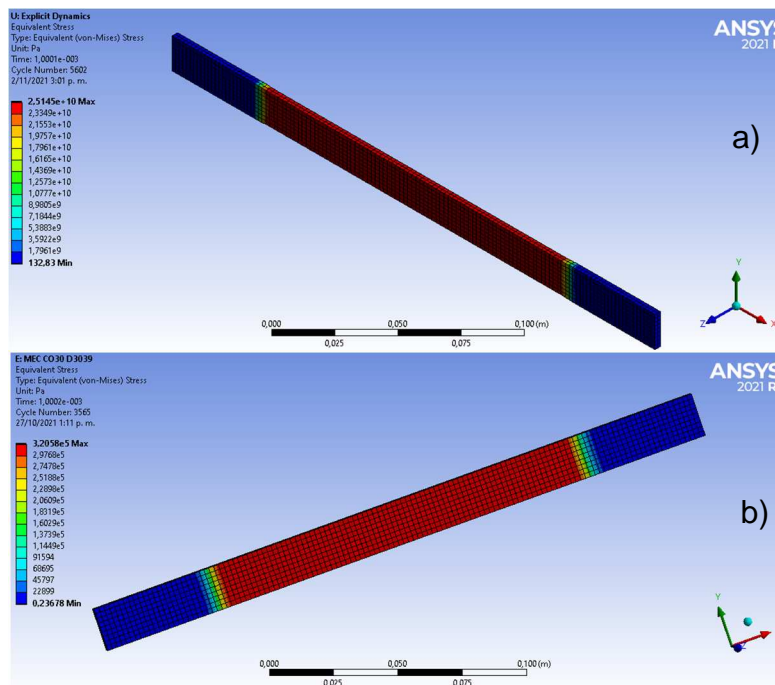 U: Explicit Dynamics
Equivalent Stress
Type: Equivalent (von-Mises) Stress
Unit: Pa
Time: 1,0001e-003
Cycle Number: 5602
2/11/2021 3:01 p. m.
2,5145e+10 Max
2,3349e+10
2,1553e+10
1,9757e+10
1,7961e+10
1,6165e+10
1,4369e+10
1,2573e+10
1,0777e+10
8,9805e9
7,1844e9
5,3883e9
3,5922e9
1,7961e9
132,83 Min
ANSYS
2021 R
a)
Y
Z
X
0,000
0,050
0,100 (m)
0,025
0,075
E: MEC CO30 D3039
Equivalent Stress
Type: Equivalent (von-Mises) Stress
Unit: Pa
Time: 1,0002e-003
Cycle Number: 3565
27/10/2021 1:11 p. m.
3,2058e5 Max
2,9768e5
2,7478e5
2,5188e5
2,2898e5
2,0609e5
1,8319e5
1,6029e5
1,3739e5
1,1449e5
91594
68695
45797
22899
0,23678 Min
ANSYS
2021 R
b)
Y
Z
0,000
0,050
0,100 (m)
0,025
0,075